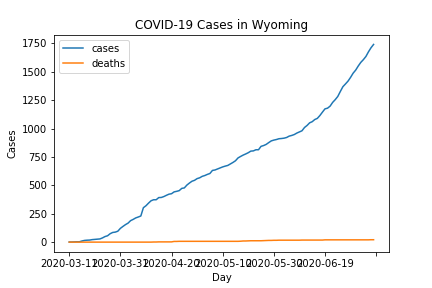 COVID-19 Cases in Wyoming
cases
deaths
1750
1500
1250
1000
750
500
250
0
Cases
2020-03-11 2020-03-31 2020-04-20 2020-05-10 2020-05-30 2020-06-19
Day